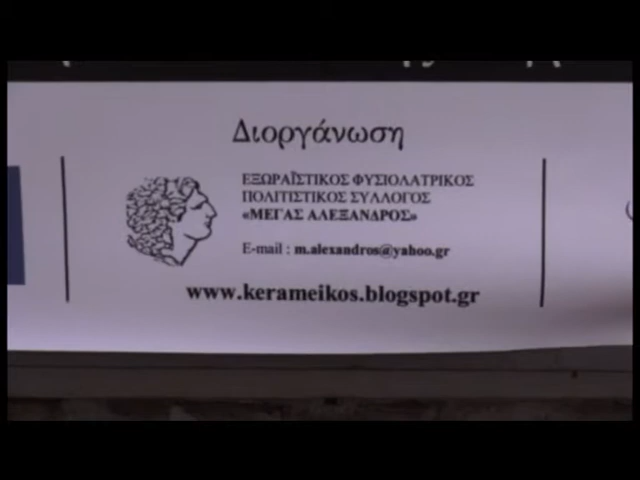 Διοργάνωση
ΕΞΩΡΑΪΣΤΙΚΟΣ ΦΥΣΙΟΛΑΤΡΙΚΟΣ
ΠΟΛΙΤΙΣΤΙΚΟΣ ΣΥΛΛΟΓΟΣ
«ΜΕΓΑΣ ΑΛΕΞΑΝΔΡΟΣ»
E-mail : m.alexandros@yahoo.gr
www.kerameikos.blogspot.gr